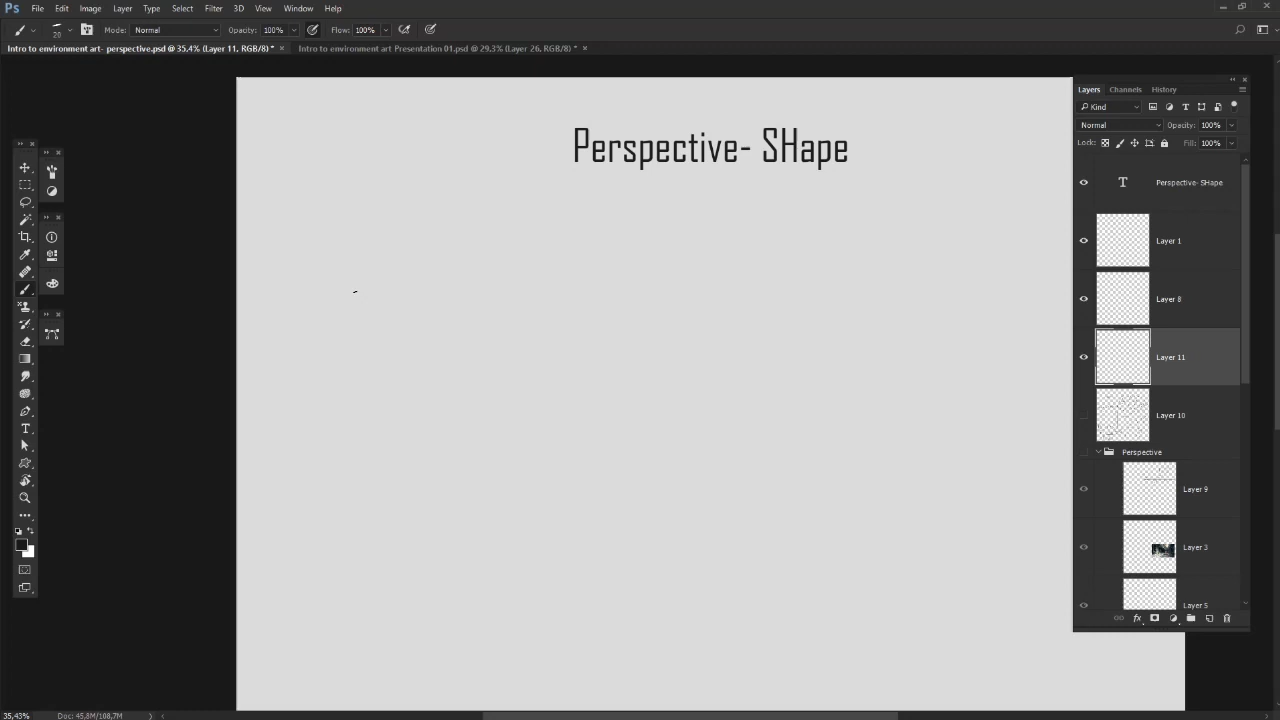 Ps File Edit Image Layer Type Select Filter 3D View Window Help
20 Mode: Normal Opacity: 100% Flow: 100%
Intro to environment art- perspective.psd @ 35.4% (Layer 11, RGB/8) * × Intro to environment art Presentation 01.psd @ 29.3% (Layer 26, RGB/8) * ×
Perspective- SHape
Layers Channels History
Kind
Normal Opacity: 100%
Lock: Fill: 100%
T Perspective- SHape
Layer 1
Layer 8
Layer 11
Layer 10
Perspective
Layer 9
Layer 3
Layer 5
fx
35,43% Doc: 45,8M/108,7M